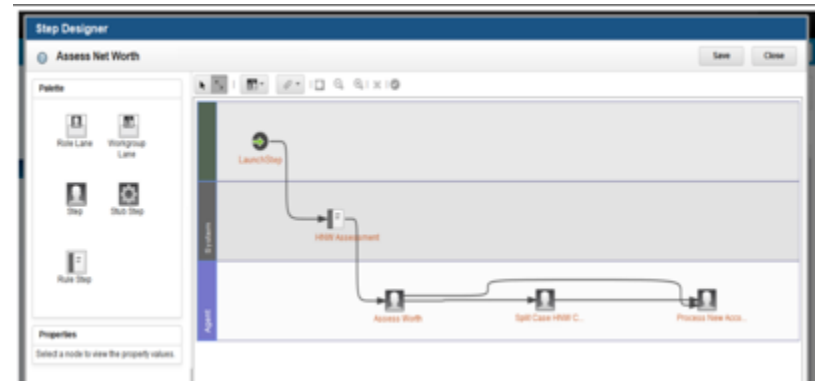 Step Designer
Assess Net Worth
Save
Close
Palette
Role Lane
Workgroup
Lane
Step
Stub Step
Rule Step
Properties
Select a node to view the property values.
LaunchStep
System
HNW Assessment
Agent
Assess Worth
Split Case HNW C...
Process New Acco...